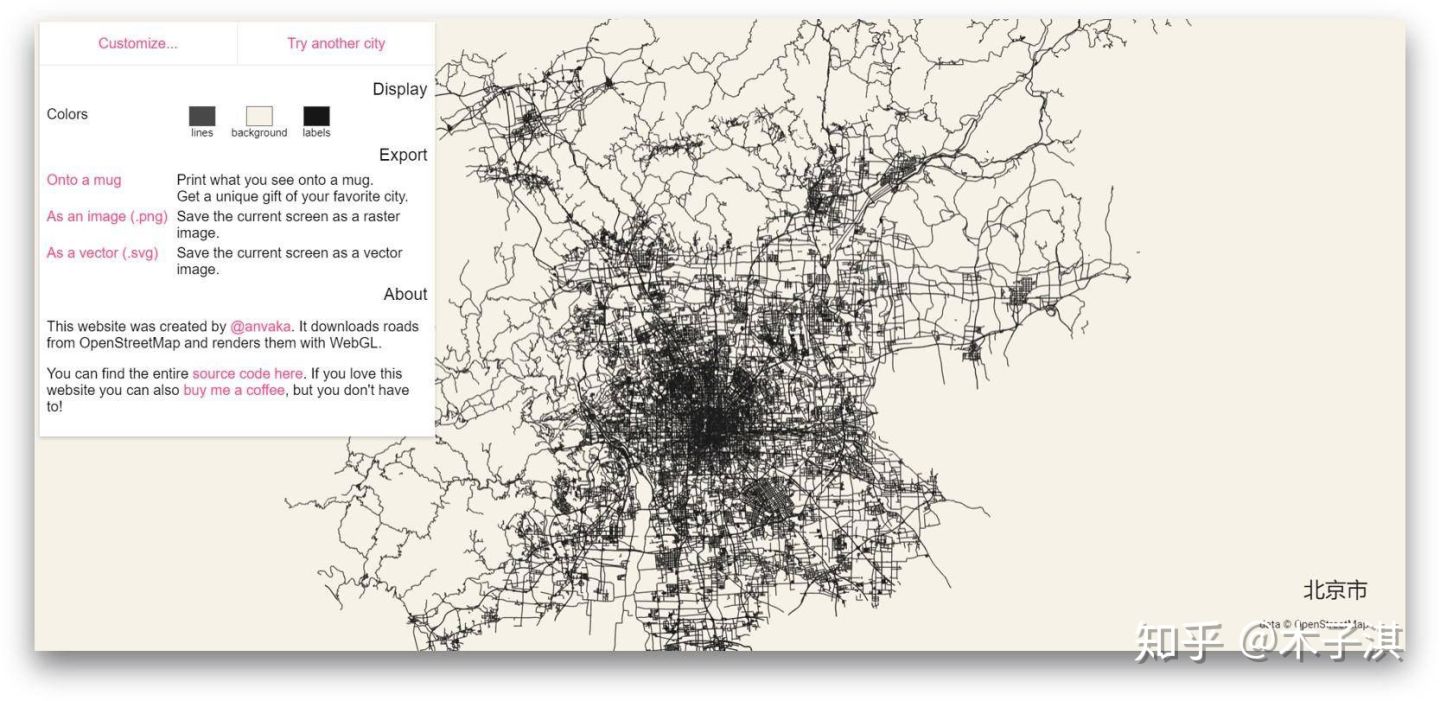 Customize...
Try another city
Display
Colors
lines
background
labels
Export
Onto a mug
Print what you see onto a mug.
Get a unique gift of your favorite city.
As an image (.png)
Save the current screen as a raster
image.
As a vector (.svg)
Save the current screen as a vector
image.
About
This website was created by @anvaka. It downloads roads
from OpenStreetMap and renders them with WebGL.
You can find the entire source code here. If you love this
website you can also buy me a coffee, but you don't have
to!
北京市
data © OpenStreetMap
知乎 @木子淇